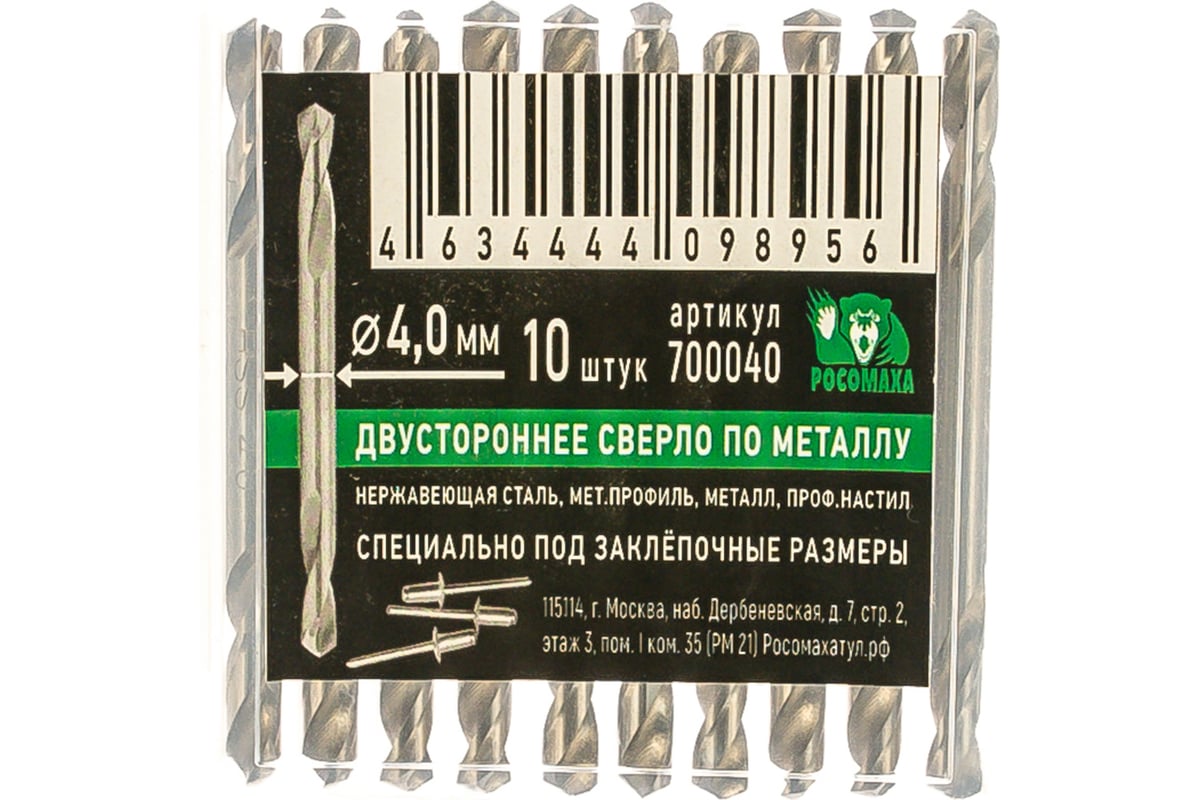 4 634444 098956
⌀4,0 мм 10 штук
артикул
700040
РОСОМАХА
ДВУСТОРОННЕЕ СВЕРЛО ПО МЕТАЛЛУ
НЕРЖАВЕЮЩАЯ СТАЛЬ, МЕТ.ПРОФИЛЬ, МЕТАЛЛ, ПРОФ.НАСТИЛ
СПЕЦИАЛЬНО ПОД ЗАКЛЁПОЧНЫЕ РАЗМЕРЫ
115114, г. Москва, наб. Дербеневская, д. 7, стр. 2,
этаж 3, пом. I ком. 35 (РМ 21) Росомахатул.рф